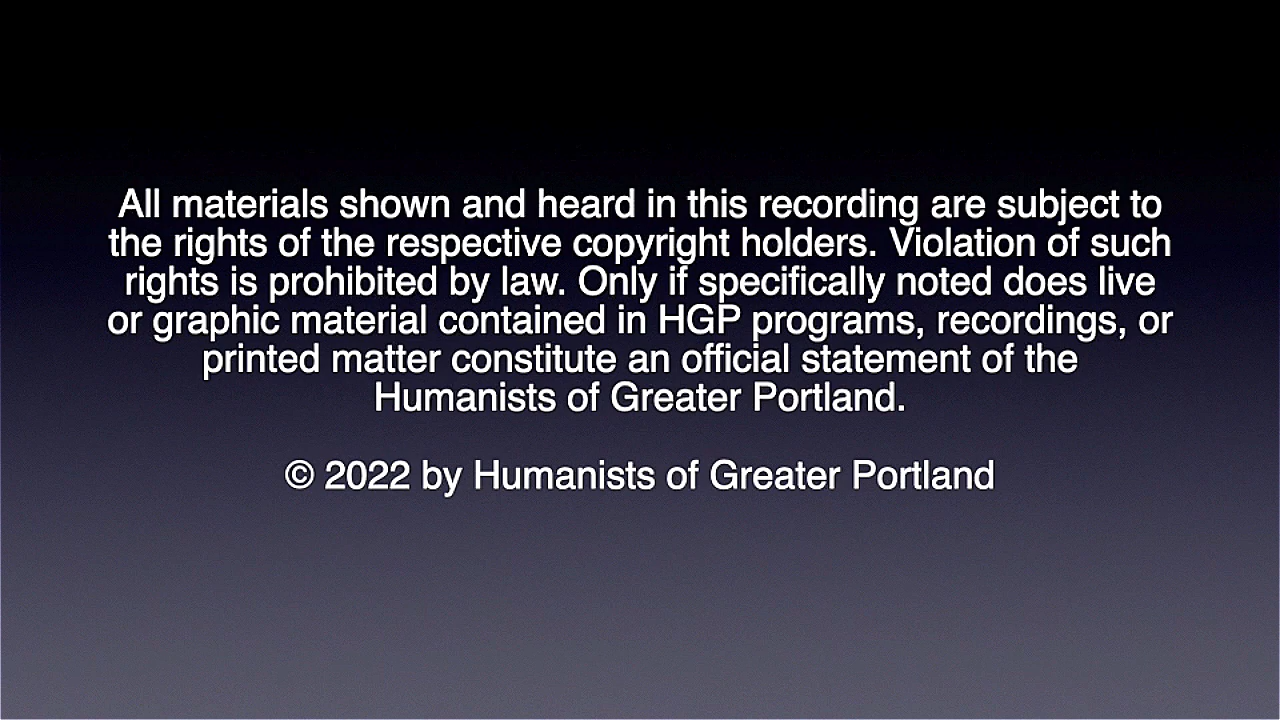 All materials shown and heard in this recording are subject to
the rights of the respective copyright holders. Violation of such
rights is prohibited by law. Only if specifically noted does live
or graphic material contained in HGP programs, recordings, or
printed matter constitute an official statement of the
Humanists of Greater Portland.
© 2022 by Humanists of Greater Portland